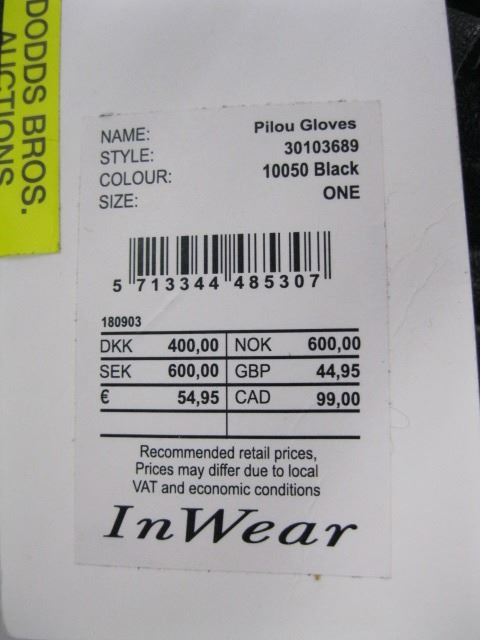 DODDS BROS.
AUCTIONS
NAME: Pilou Gloves
STYLE: 30103689
COLOUR: 10050 Black
SIZE: ONE
5 713344 485307
180903
DKK 400,00 NOK 600,00
SEK 600,00 GBP 44,95
€ 54,95 CAD 99,00
Recommended retail prices,
Prices may differ due to local
VAT and economic conditions
InWear